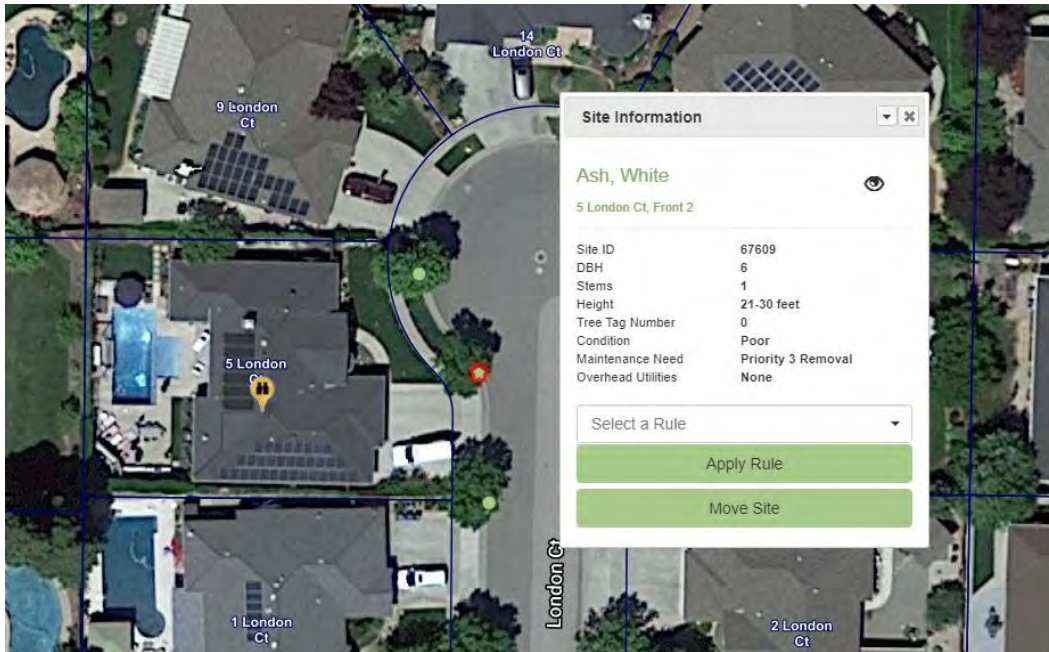 14
London Ct
9 London
Ct
5 London
Ct
1 London
Ct
London Ct
2 London
Ct
Site Information
Ash, White
5 London Ct, Front 2
Site ID 67609
DBH 6
Stems 1
Height 21-30 feet
Tree Tag Number 0
Condition Poor
Maintenance Need Priority 3 Removal
Overhead Utilities None
Select a Rule
Apply Rule
Move Site